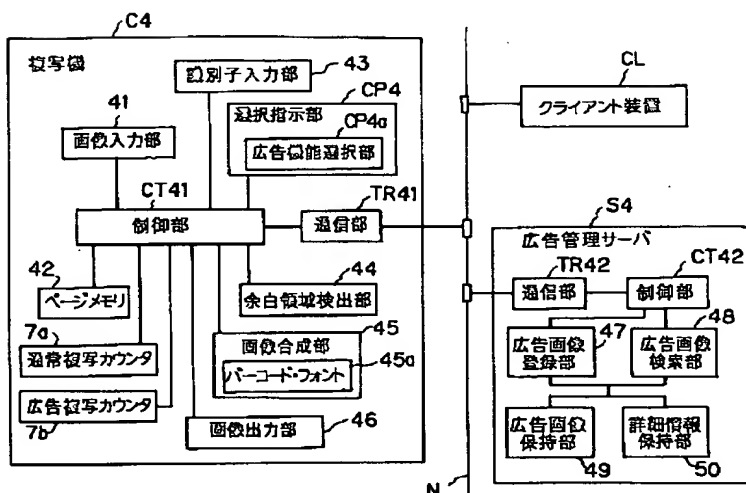 C4
複写機
識別子入力部
43
CP4
選択指示部
CP4a
広告機能選択部
41
画像入力部
CT41
制御部
TR41
通信部
42
ページメモリ
44
余白領域検出部
7a
通常複写カウンタ
45
画像合成部
45a
バーコード・フォント
7b
広告複写カウンタ
46
画像出力部
N
CL
クライアント装置
S4
広告管理サーバ
TR42
通信部
CT42
制御部
47
広告画像
登録部
48
広告画像
検索部
広告画像
保持部
49
詳細情報
保持部
50